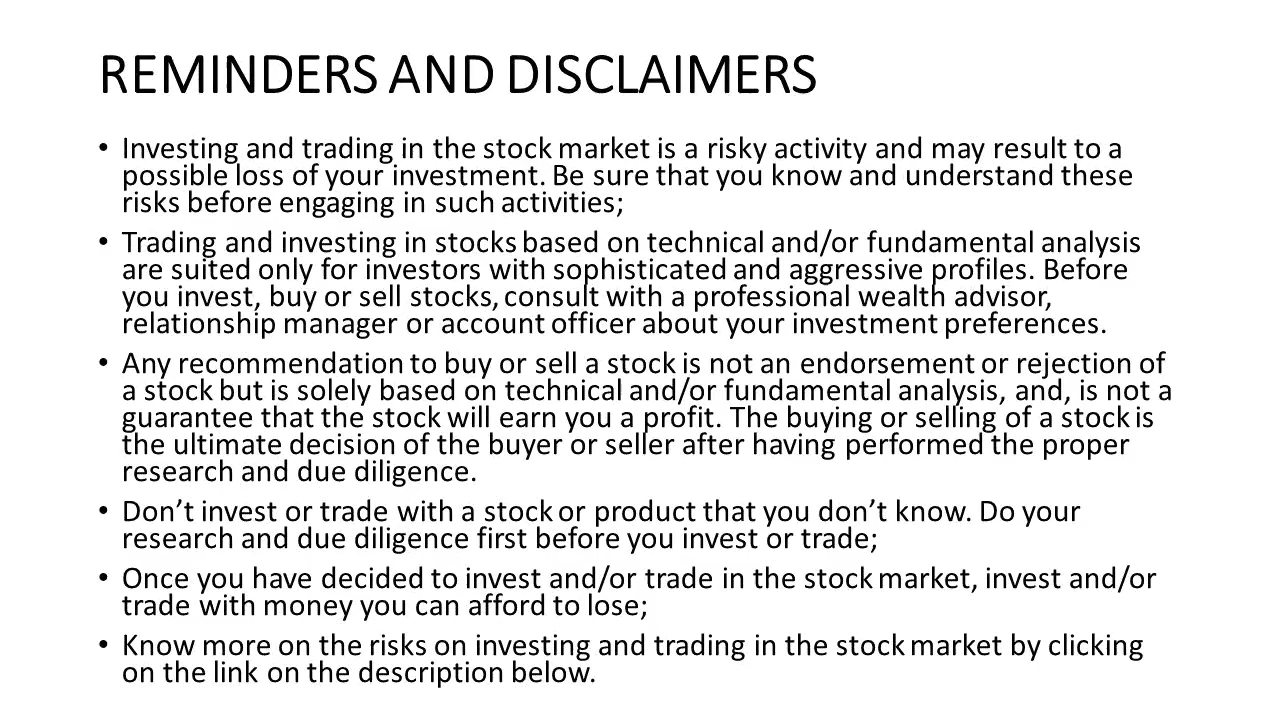 REMINDERS AND DISCLAIMERS
• Investing and trading in the stock market is a risky activity and may result to a
possible loss of your investment. Be sure that you know and understand these
risks before engaging in such activities;
• Trading and investing in stocks based on technical and/or fundamental analysis
are suited only for investors with sophisticated and aggressive profiles. Before
you invest, buy or sell stocks, consult with a professional wealth advisor,
relationship manager or account officer about your investment preferences.
• Any recommendation to buy or sell a stock is not an endorsement or rejection of
a stock but is solely based on technical and/or fundamental analysis, and, is not a
guarantee that the stock will earn you a profit. The buying or selling of a stock is
the ultimate decision of the buyer or seller after having performed the proper
research and due diligence.
• Don’t invest or trade with a stock or product that you don’t know. Do your
research and due diligence first before you invest or trade;
• Once you have decided to invest and/or trade in the stock market, invest and/or
trade with money you can afford to lose;
• Know more on the risks on investing and trading in the stock market by clicking
on the link on the description below.